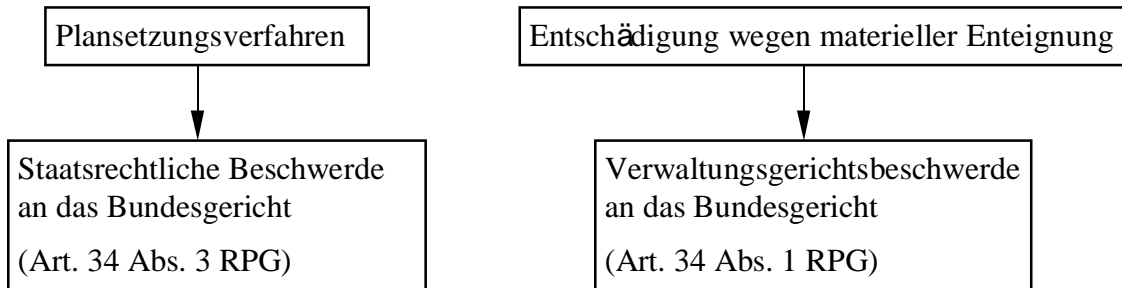 Plansetzungsverfahren
Entschädigung wegen materieller Enteignung
Staatsrechtliche Beschwerde
an das Bundesgericht
(Art. 34 Abs. 3 RPG)
Verwaltungsgerichtsbeschwerde
an das Bundesgericht
(Art. 34 Abs. 1 RPG)